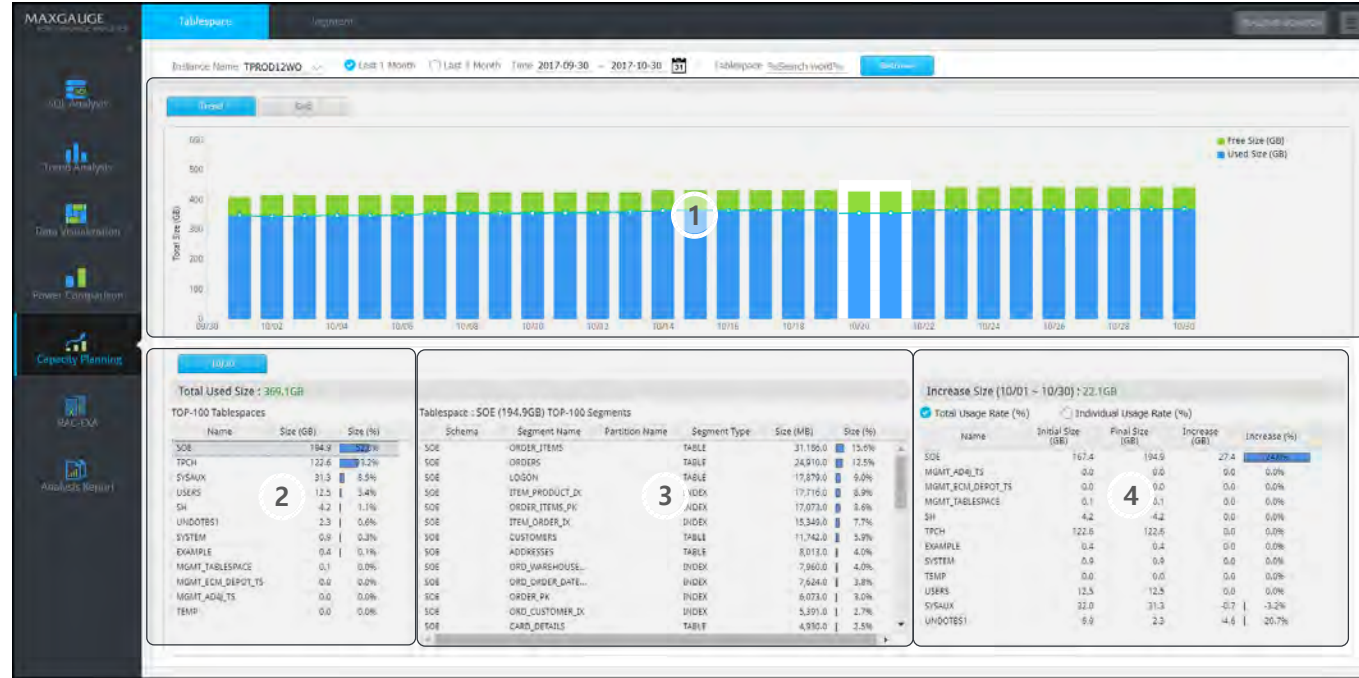 MAXGAUGE
Tablespace Segment
Instance Name TPROD12WO Last 1 Month Time 2017-09-30 ~ 2017-10-30 31 Tablespace %Search word%
SQL Analysis
Trend Analysis
Data Visualization
Power Comparison
Capacity Planning
RAC-EXA
Analysis Report
Trend
Free Size (GB)
Used Size (GB)
Total Size (GB)
500
400
300
200
100
0
09/30 10/02 10/04 10/06 10/08 10/10 10/12 10/14 10/16 10/18 10/20 10/22 10/24 10/26 10/28 10/30
1
10/30
Total Used Size : 369.1GB
TOP-100 Tablespaces
Name Size (GB) Size (%)
SOE 194.9
TPCH 122.6
SYSAUX 31.3 8.5%
USERS 12.5 3.4%
SH 4.2 1.1%
UNDOTBS1 2.3 0.6%
SYSTEM 0.9 0.3%
EXAMPLE 0.4 0.1%
MGMT_TABLESPACE 0.1 0.0%
MGMT_ECM_DEPOT_TS 0.0 0.0%
MGMT_AD4J_TS 0.0 0.0%
TEMP 0.0 0.0%
2
Tablespace : SOE (194.9GB) TOP-100 Segments
Schema Segment Name Partition Name Segment Type Size (MB) Size (%)
SOE ORDER_ITEMS TABLE 31,186.0 15.6%
SOE ORDERS TABLE 24,910.0 12.5%
SOE LOGON TABLE 17,879.0 9.0%
SOE ITEM_PRODUCT_IX INDEX 17,716.0 8.9%
SOE ORDER_ITEMS_PK INDEX 17,073.0 8.6%
SOE ITEM_ORDER_IX INDEX 15,349.0 7.7%
SOE CUSTOMERS TABLE 11,742.0 5.9%
SOE ADDRESSES TABLE 8,013.0 4.0%
SOE ORD_WAREHOUSE... INDEX 7,960.0 4.0%
SOE ORD_ORDER_DATE... INDEX 7,624.0 3.8%
SOE ORDER_PK INDEX 6,073.0 3.0%
SOE ORD_CUSTOMER_IX INDEX 5,391.0 2.7%
SOE CARD_DETAILS TABLE 4,930.0 2.5%
3
Increase Size (10/01 ~ 10/30) : 22.1GB
Total Usage Rate (%) Individual Usage Rate (%)
Name Initial Size (GB) Final Size (GB) Increase (GB) Increase (%)
SOE 167.4 194.9 27.4
MGMT_AD4J_TS 0.0 0.0 0.0 0.0%
MGMT_ECM_DEPOT_TS 0.0 0.0 0.0 0.0%
MGMT_TABLESPACE 0.1 0.1 0.0 0.0%
SH 4.2 4.2 0.0 0.0%
TPCH 122.6 122.6 0.0 0.0%
EXAMPLE 0.4 0.4 0.0 0.0%
SYSTEM 0.9 0.9 0.0 0.0%
TEMP 0.0 0.0 0.0 0.0%
USERS 12.5 12.5 0.0 0.0%
SYSAUX 32.0 31.3 -0.7 -3.2%
UNDOTBS1 6.9 2.3 -4.6 -20.7%
4